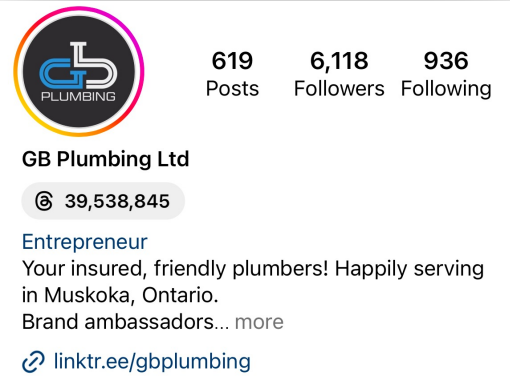 gb
PLUMBING
619 6,118 936
Posts Followers Following
GB Plumbing Ltd
39,538,845
Entrepreneur
Your insured, friendly plumbers! Happily serving
in Muskoka, Ontario.
Brand ambassadors... more
linktr.ee/gbplumbing